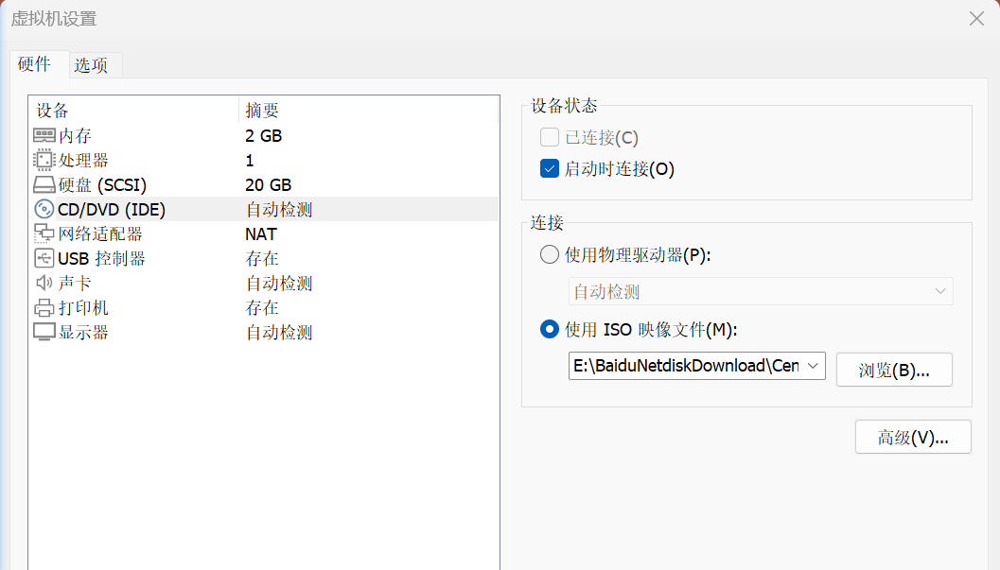 虚拟机设置
硬件 选项
设备 摘要
内存 2 GB
处理器 1
硬盘 (SCSI) 20 GB
CD/DVD (IDE) 自动检测
网络适配器 NAT
USB 控制器 存在
声卡 自动检测
打印机 存在
显示器 自动检测
设备状态
已连接(C)
启动时连接(O)
连接
使用物理驱动器(P):
自动检测
使用 ISO 映像文件(M):
E:\BaiduNetdiskDownload\Cen
浏览(B)...
高级(V)...